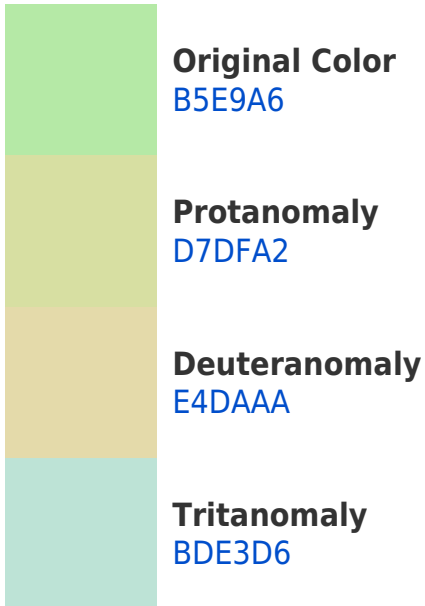 Original Color
B5E9A6
Protanomaly
D7DFA2
Deuteranomaly
E4DAAA
Tritanomaly
BDE3D6